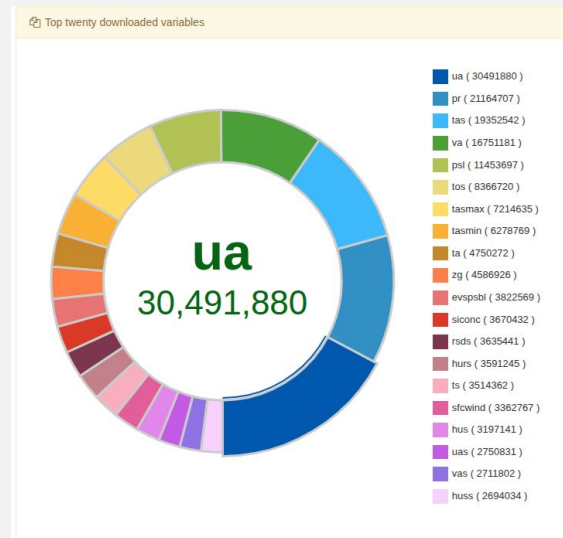 Top twenty downloaded variables
ua
30,491,880
ua ( 30491880 )
pr ( 21164707 )
tas ( 19352542 )
va ( 16751181 )
psl ( 11453697 )
tos ( 8366720 )
tasmax ( 7214635 )
tasmin ( 6278769 )
ta ( 4750272 )
zg ( 4586926 )
evspsbl ( 3822569 )
siconc ( 3670432 )
rsds ( 3635441 )
hurs ( 3591245 )
ts ( 3514362 )
sfcwind ( 3362767 )
hus ( 3197141 )
uas ( 2750831 )
vas ( 2711802 )
huss ( 2694034 )